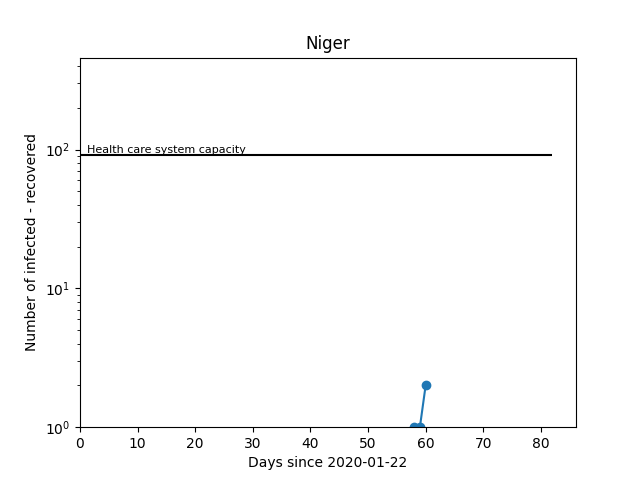 Niger
Number of infected - recovered
10²
10¹
10⁰
Health care system capacity
0 10 20 30 40 50 60 70 80
Days since 2020-01-22